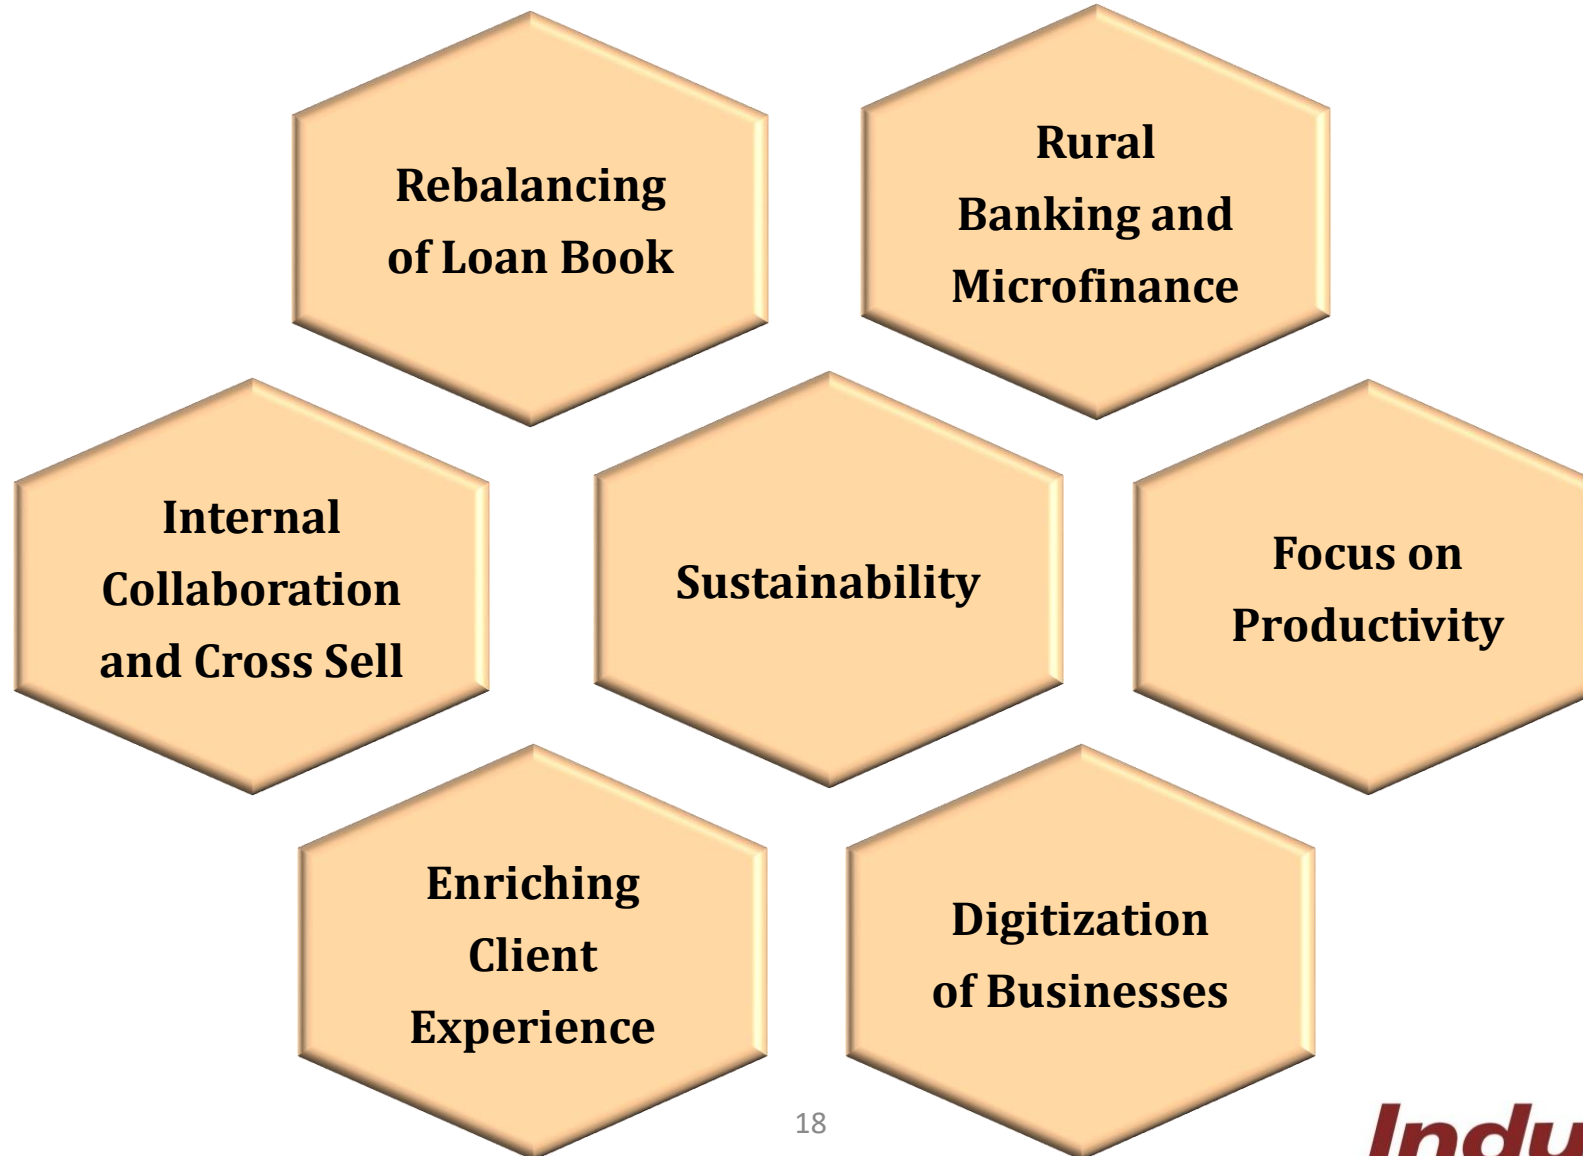 Rebalancing
of Loan Book
Rural
Banking and
Microfinance
Internal
Collaboration
and Cross Sell
Sustainability
Focus on
Productivity
Enriching
Client
Experience
Digitization
of Businesses
18
Indu